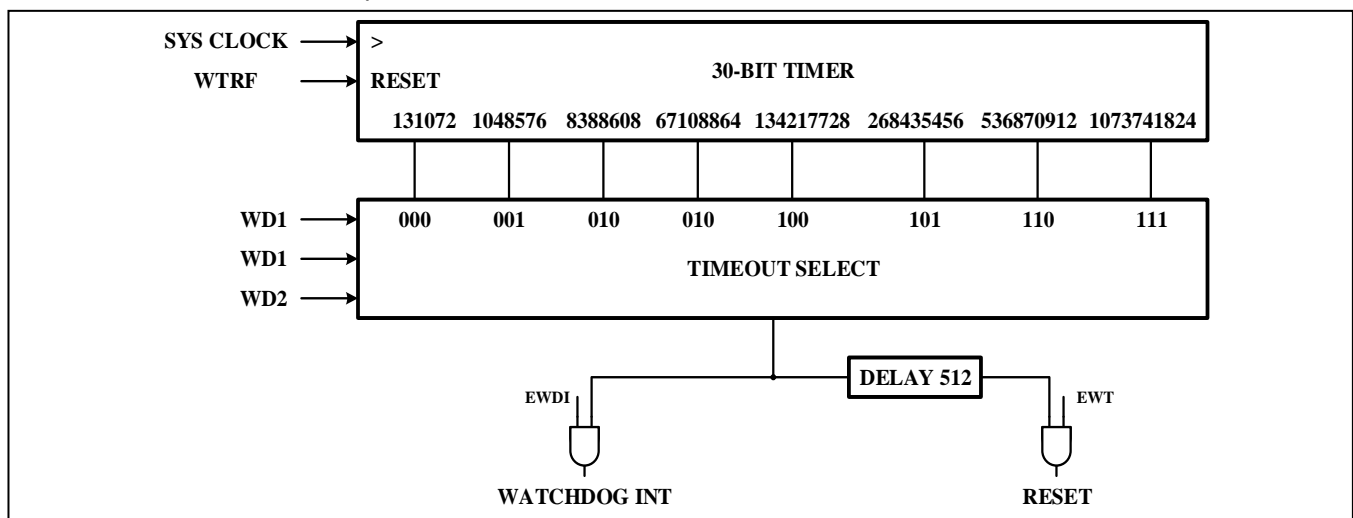 SYS CLOCK >
30-BIT TIMER
WTRF RESET
131072 1048576 8388608 67108864 134217728 268435456 536870912 1073741824
WD1 000 001 010 010 100 101 110 111
WD1 TIMEOUT SELECT
WD2
DELAY 512
EWDI EWT
WATCHDOG INT RESET